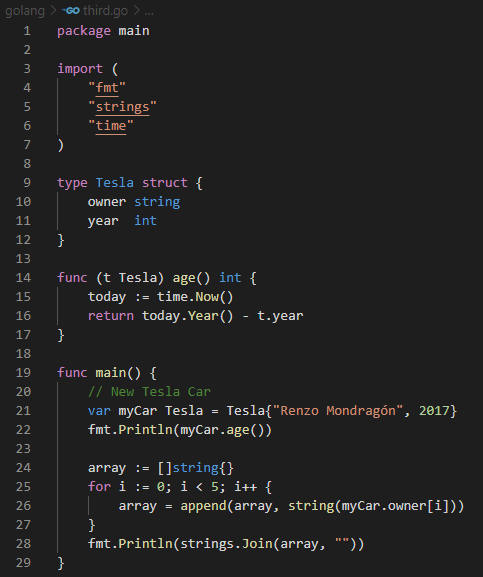 golang > GO third.go > ...
1 package main
2
3 import (
4     "fmt"
5     "strings"
6     "time"
7 )
8
9 type Tesla struct {
10     owner string
11     year  int
12 }
13
14 func (t Tesla) age() int {
15     today := time.Now()
16     return today.Year() - t.year
17 }
18
19 func main() {
20     // New Tesla Car
21     var myCar Tesla = Tesla{"Renzo Mondragón", 2017}
22     fmt.Println(myCar.age())
23
24     array := []string{}
25     for i := 0; i < 5; i++ {
26         array = append(array, string(myCar.owner[i]))
27     }
28     fmt.Println(strings.Join(array, ""))
29 }